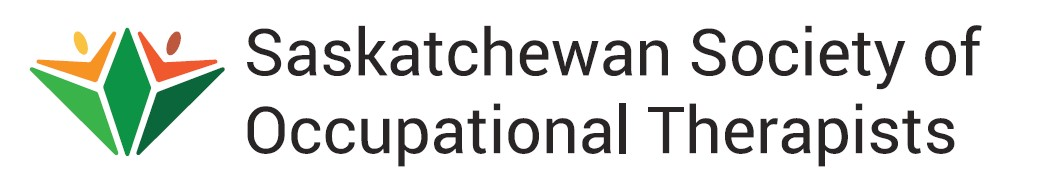 Saskatchewan Society of
Occupational Therapists